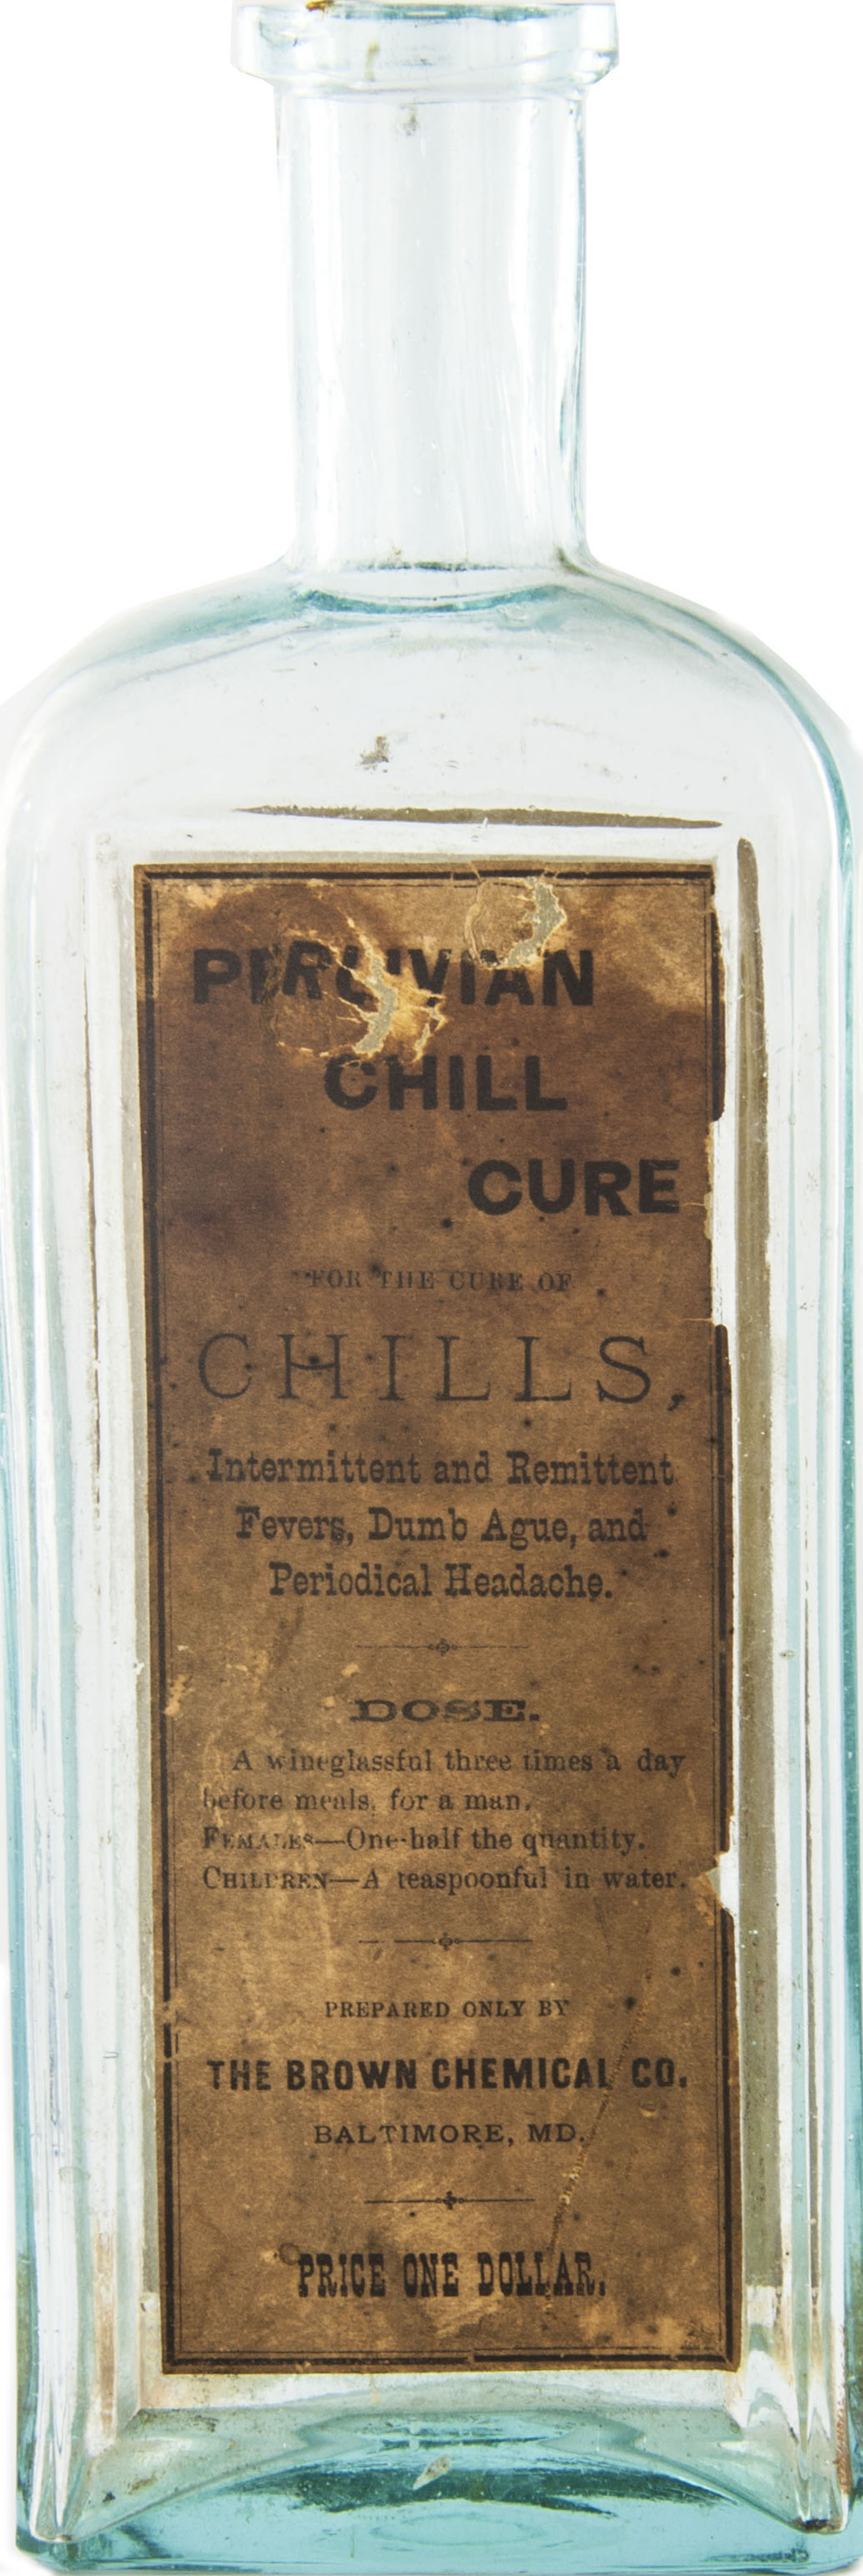 PERUVIAN
CHILL
CURE
FOR THE CURE OF
CHILLS,
Intermittent and Remittent
Fevers, Dumb Ague, and
Periodical Headache.
DOSE.
A wineglassful three times a day
before meals, for a man.
FEMALES—One-half the quantity.
CHILDREN—A teaspoonful in water.
PREPARED ONLY BY
THE BROWN CHEMICAL CO.
BALTIMORE, MD.
PRICE ONE DOLLAR.